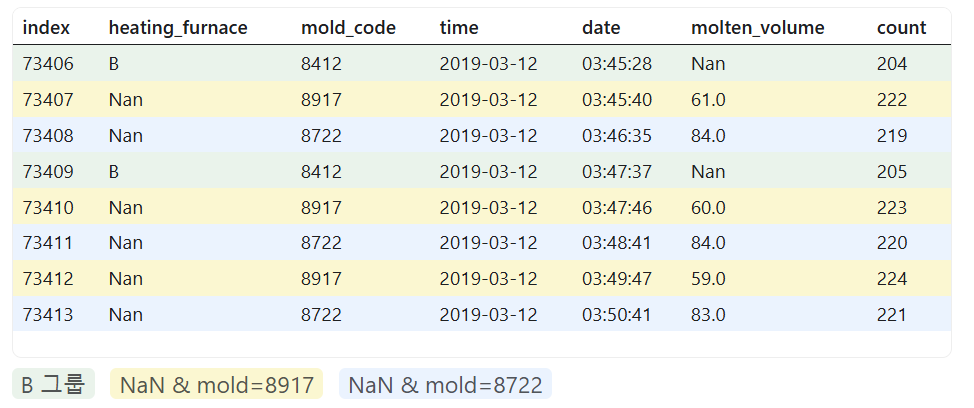 index heating_furnace mold_code time date molten_volume count
73406 B 8412 2019-03-12 03:45:28 Nan 204
73407 Nan 8917 2019-03-12 03:45:40 61.0 222
73408 Nan 8722 2019-03-12 03:46:35 84.0 219
73409 B 8412 2019-03-12 03:47:37 Nan 205
73410 Nan 8917 2019-03-12 03:47:46 60.0 223
73411 Nan 8722 2019-03-12 03:48:41 84.0 220
73412 Nan 8917 2019-03-12 03:49:47 59.0 224
73413 Nan 8722 2019-03-12 03:50:41 83.0 221
B 그룹 NaN & mold=8917 NaN & mold=8722